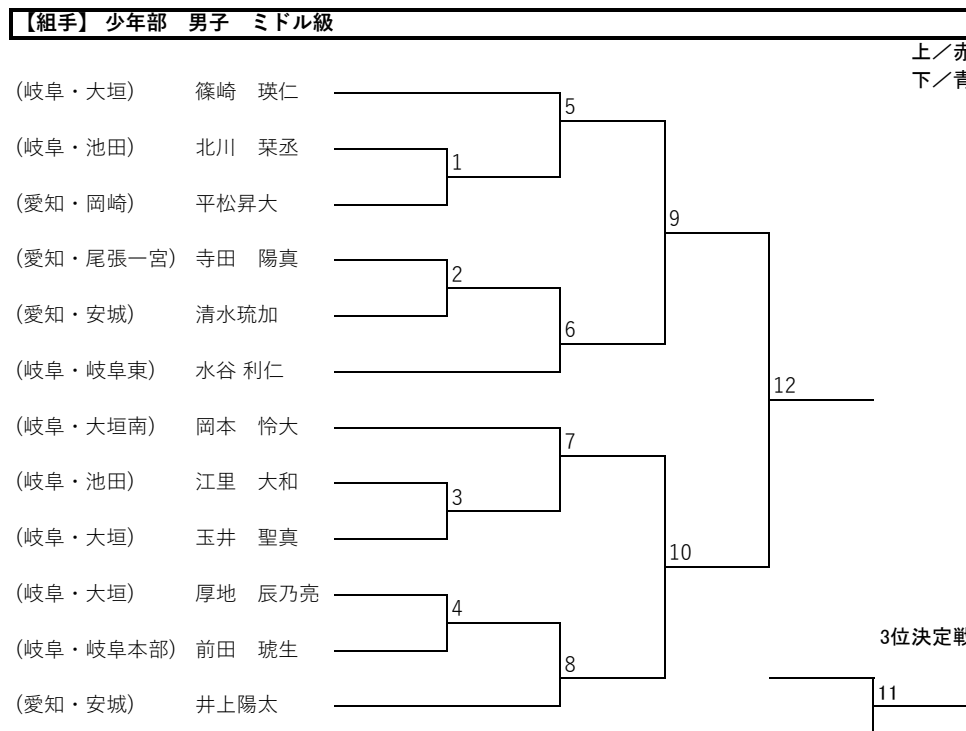 【組手】 少年部　男子　ミドル級
上／赤
下／青
(岐阜・大垣)　篠崎　瑛仁
5
(岐阜・池田)　北川　栞丞
1
(愛知・岡崎)　平松昇大
9
(愛知・尾張一宮)　寺田　陽真
2
(愛知・安城)　清水琉加
6
(岐阜・岐阜東)　水谷 利仁
12
(岐阜・大垣南)　岡本　怜大
7
(岐阜・池田)　江里　大和
3
(岐阜・大垣)　玉井　聖真
10
(岐阜・大垣)　厚地　辰乃亮
4
(岐阜・岐阜本部)　前田　琥生
3位決定戦
8
(愛知・安城)　井上陽太
11